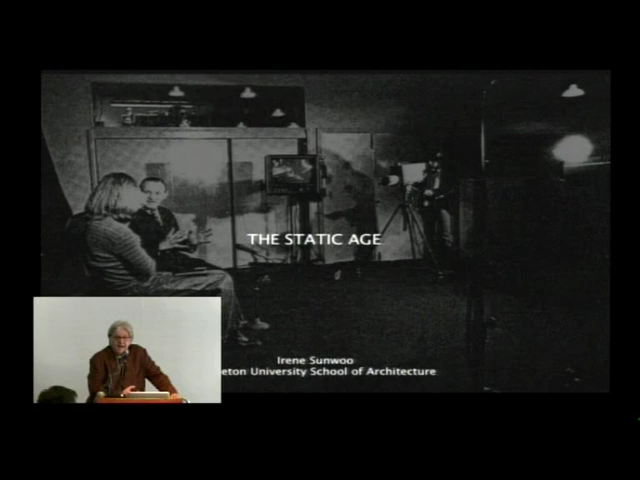 THE STATIC AGE
Irene Sunwoo
eton University School of Architecture